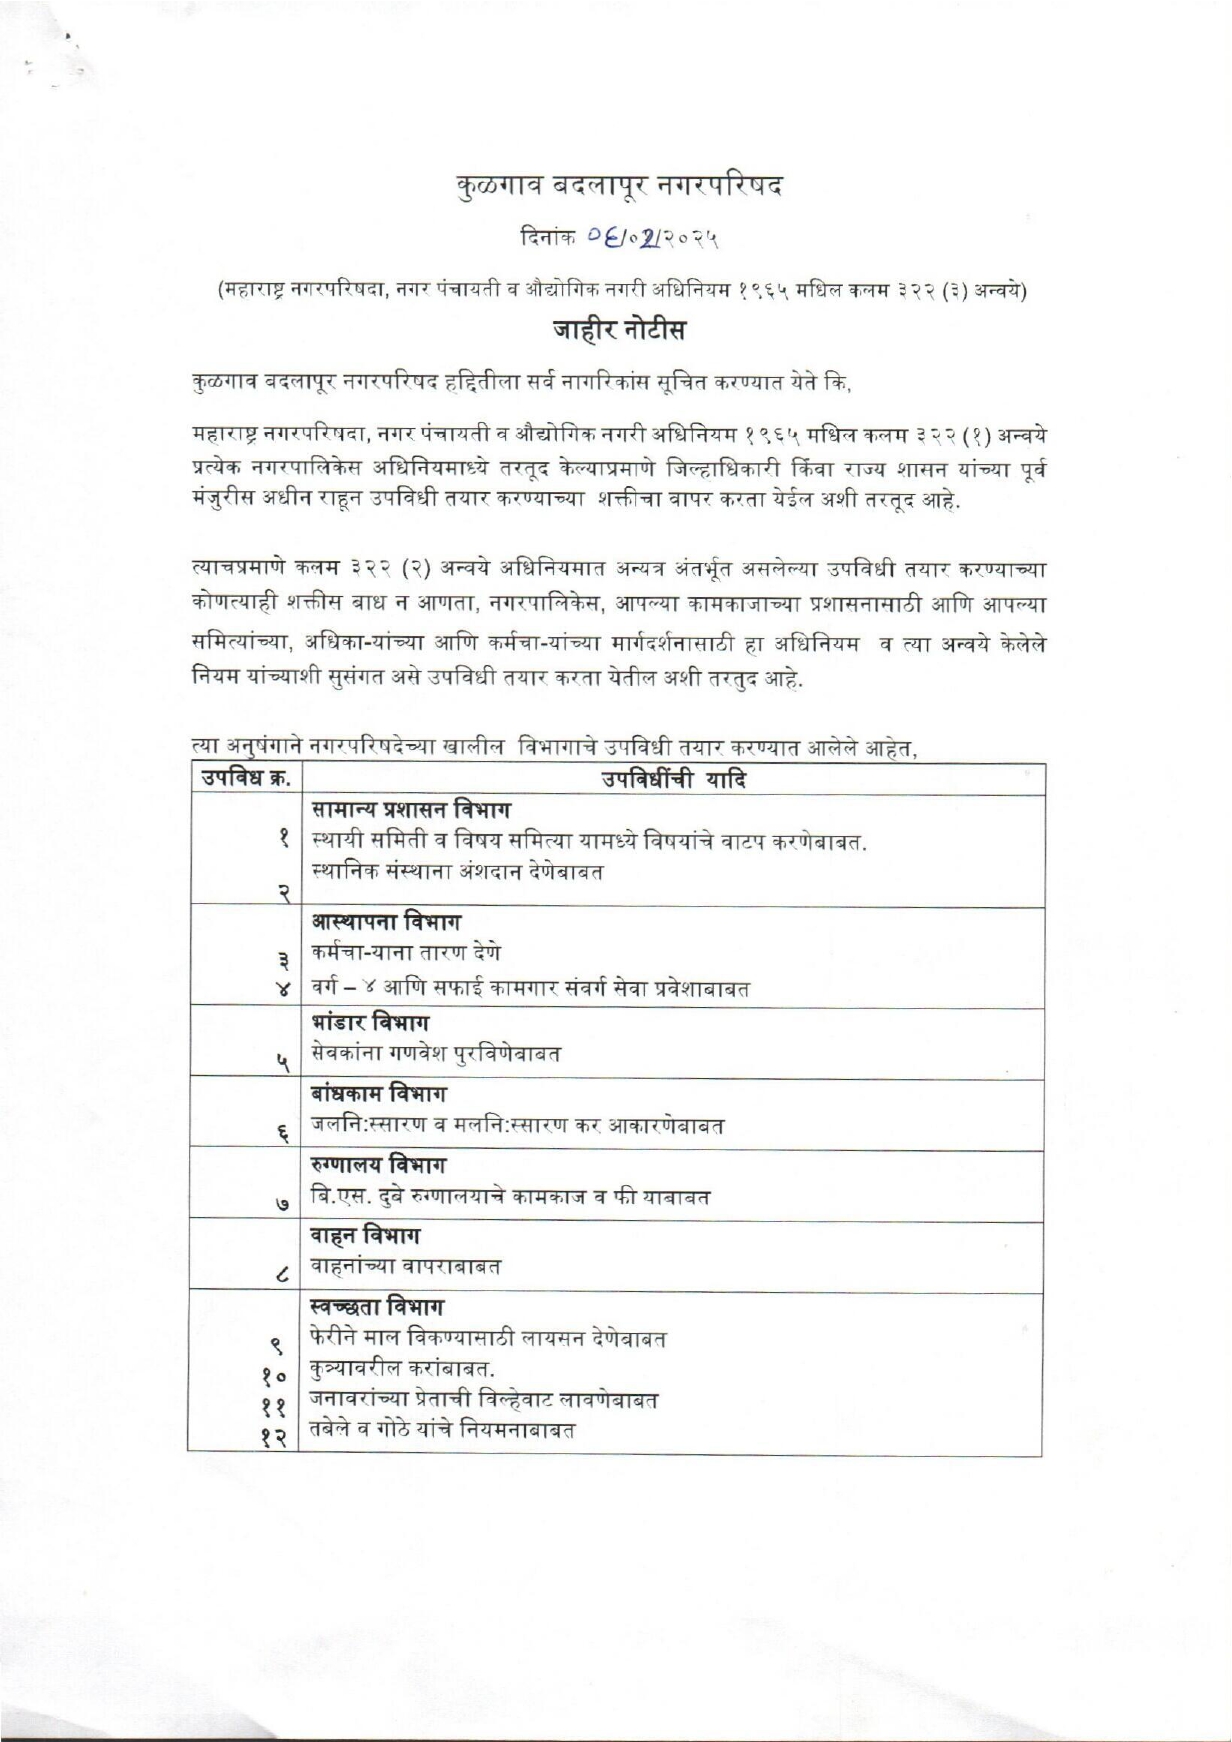 कुळगाव बदलापूर नगरपरिषद
दिनांक ०६/०२/२०२५
(महाराष्ट्र नगरपरिषदा, नगर पंचायती व औद्योगिक नगरी अधिनियम १९६५ मधिल कलम ३२२ (३) अन्वये)
जाहीर नोटीस
कुळगाव बदलापूर नगरपरिषद हद्दितीला सर्व नागरिकांस सूचित करण्यात येते कि,
महाराष्ट्र नगरपरिषदा, नगर पंचायती व औद्योगिक नगरी अधिनियम १९६५ मधिल कलम ३२२ (१) अन्वये
प्रत्येक नगरपालिकेस अधिनियमाध्ये तरतूद केल्याप्रमाणे जिल्हाधिकारी किंवा राज्य शासन यांच्या पूर्व
मंजुरीस अधीन राहून उपविधी तयार करण्याच्या शक्तीचा वापर करता येईल अशी तरतूद आहे.
त्याचप्रमाणे कलम ३२२ (२) अन्वये अधिनियमात अन्यत्र अंतर्भूत असलेल्या उपविधी तयार करण्याच्या
कोणत्याही शक्तीस बाध न आणता, नगरपालिकेस, आपल्या कामकाजाच्या प्रशासनासाठी आणि आपल्या
समित्यांच्या, अधिका-यांच्या आणि कर्मचा-यांच्या मार्गदर्शनासाठी हा अधिनियम व त्या अन्वये केलेले
नियम यांच्याशी सुसंगत असे उपविधी तयार करता येतील अशी तरतुद आहे.
त्या अनुषंगाने नगरपरिषदेच्या खालील विभागाचे उपविधी तयार करण्यात आलेले आहेत,
उपविध क्र. उपविधींची यादि
सामान्य प्रशासन विभाग
१ स्थायी समिती व विषय समित्या यामध्ये विषयांचे वाटप करणेबाबत.
२ स्थानिक संस्थाना अंशदान देणेबाबत
आस्थापना विभाग
३ कर्मचा-याना तारण देणे
४ वर्ग – ४ आणि सफाई कामगार संवर्ग सेवा प्रवेशाबाबत
भांडार विभाग
५ सेवकांना गणवेश पुरविणेबाबत
बांधकाम विभाग
६ जलनि:स्सारण व मलनि:स्सारण कर आकारणेबाबत
रुग्णालय विभाग
७ बि.एस. दुबे रुग्णालयाचे कामकाज व फी याबाबत
वाहन विभाग
८ वाहनांच्या वापराबाबत
स्वच्छता विभाग
९ फेरीने माल विकण्यासाठी लायसन देणेबाबत
१० कुत्र्यावरील करांबाबत.
११ जनावरांच्या प्रेताची विल्हेवाट लावणेबाबत
१२ तबेले व गोठे यांचे नियमनाबाबत